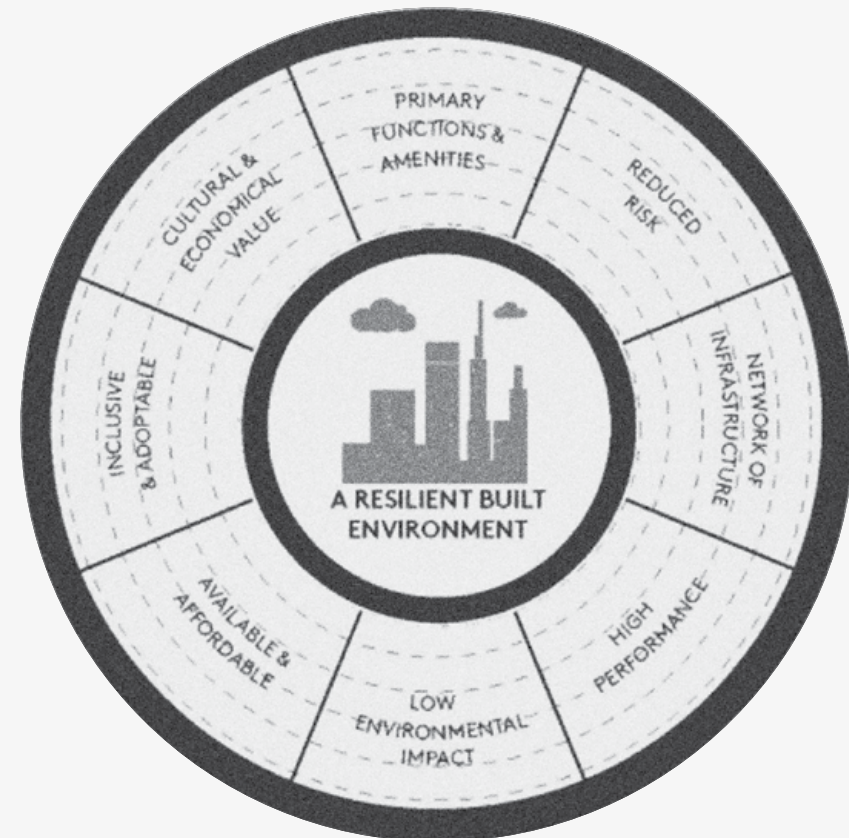 PRIMARY
FUNCTIONS &
AMENITIES
REDUCED
RISK
NETWORK OF
INFRASTRUCTURE
HIGH
PERFORMANCE
LOW
ENVIRONMENTAL
IMPACT
AVAILABLE &
AFFORDABLE
INCLUSIVE
& ADOPTABLE
CULTURAL &
ECONOMICAL
VALUE
A RESILIENT BUILT
ENVIRONMENT